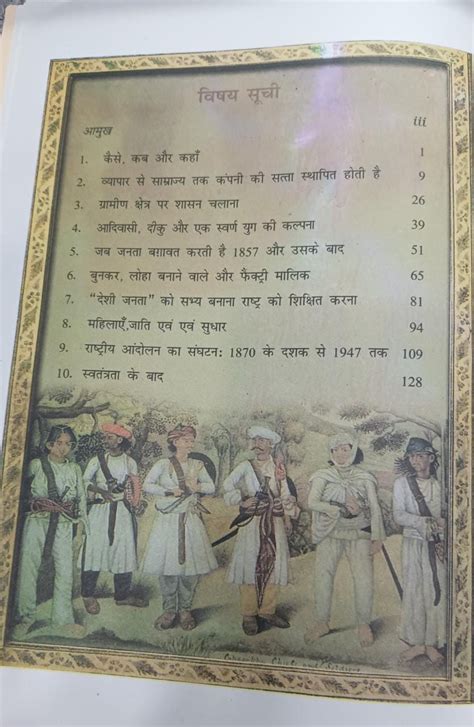 विषय सूची
आमुख iii
1. कैसे, कब और कहाँ 1
2. व्यापार से साम्राज्य तक कंपनी की सत्ता स्थापित होती है 9
3. ग्रामीण क्षेत्र पर शासन चलाना 26
4. आदिवासी, दीकु और एक स्वर्ण युग की कल्पना 39
5. जब जनता बग़ावत करती है 1857 और उसके बाद 51
6. बुनकर, लोहा बनाने वाले और फैक्ट्री मालिक 65
7. "देशी जनता" को सभ्य बनाना राष्ट्र को शिक्षित करना 81
8. महिलाएँ,जाति एवं एवं सुधार 94
9. राष्ट्रीय आंदोलन का संघटन: 1870 के दशक से 1947 तक 109
10. स्वतंत्रता के बाद 128
Chiefs and Soldiers